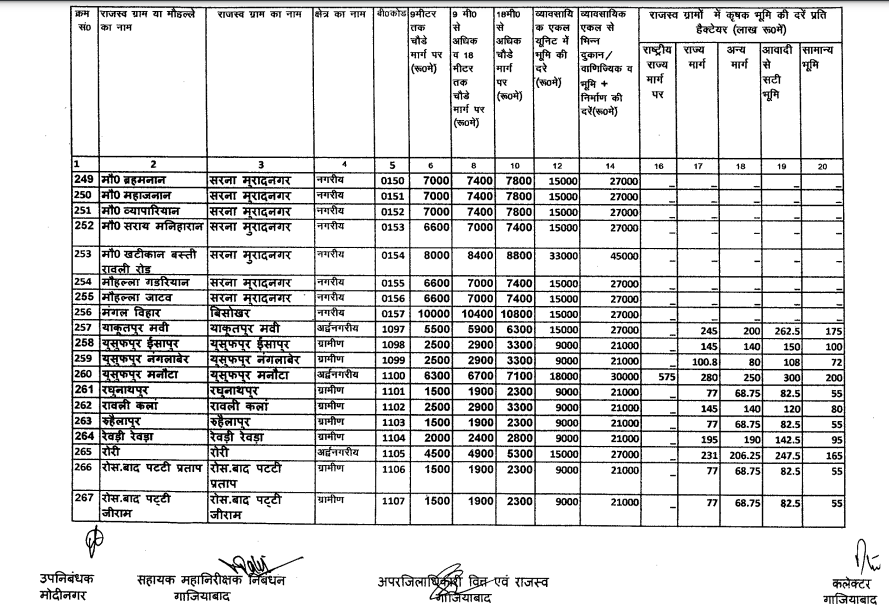 क्रम सं0 | राजस्व ग्राम या मौहल्ले का नाम | राजस्व ग्राम का नाम | क्षेत्र का नाम | वी0कोड | 9मीटर तक चौडे मार्ग पर (रू0मे) | 9 मी0 से अधिक व 18 मीटर तक चौडे मार्ग पर (रू0मे) | 18मी0 से अधिक चौडे मार्ग पर (रू0मे) | व्यावसायिक एकल यूनिट में भूमि की दरे (रू0मे) | व्यावसायिक एकल से भिन्न दुकान/वाणिज्यिक व भूमि + निर्माण की दरें(रू0मे) | राजस्व ग्रामों में कृषक भूमि की दरें प्रति हैक्टेयर (लाख रू0में)
राष्ट्रीय राज्य मार्ग पर | राज्य मार्ग | अन्य मार्ग | आवादी से सटी भूमि | सामान्य भूमि
1 | 2 | 3 | 4 | 5 | 6 | 8 | 10 | 12 | 14 | 16 | 17 | 18 | 19 | 20
249 | मौ0 ब्रहमनान | सरना मुरादनगर | नगरीय | 0150 | 7000 | 7400 | 7800 | 15000 | 27000 | _ | _ | _ | _ | _
250 | मौ0 महाजनान | सरना मुरादनगर | नगरीय | 0151 | 7000 | 7400 | 7800 | 15000 | 27000 | _ | _ | _ | _ | _
251 | मौ0 व्यापारियान | सरना मुरादनगर | नगरीय | 0152 | 7000 | 7400 | 7800 | 15000 | 27000 | _ | _ | _ | _ | _
252 | मौ0 सराय मनिहारान | सरना मुरादनगर | नगरीय | 0153 | 6600 | 7000 | 7400 | 15000 | 27000 | _ | _ | _ | _ | _
253 | मौ0 खटीकान बस्ती रावली रोड | सरना मुरादनगर | नगरीय | 0154 | 8000 | 8400 | 8800 | 33000 | 45000 | _ | _ | _ | _ | _
254 | मौहल्ला गडरियान | सरना मुरादनगर | नगरीय | 0155 | 6600 | 7000 | 7400 | 15000 | 27000 | _ | _ | _ | _ | _
255 | मौहल्ला जाटव | सरना मुरादनगर | नगरीय | 0156 | 6600 | 7000 | 7400 | 15000 | 27000 | _ | _ | _ | _ | _
256 | मंगल विहार | बिसोखर | नगरीय | 0157 | 10000 | 10400 | 10800 | 15000 | 27000 | _ | _ | _ | _ | _
257 | याकूतपुर मवी | याकूतपुर मवी | अर्द्वनगरीय | 1097 | 5500 | 5900 | 6300 | 15000 | 27000 | _ | 245 | 200 | 262.5 | 175
258 | यूसुफपुर ईसापुर | यूसुफपुर ईसापुर | ग्रामीण | 1098 | 2500 | 2900 | 3300 | 9000 | 21000 | _ | 145 | 140 | 150 | 100
259 | यूसुफपुर नंगलाबेर | यूसुफपुर नंगलाबेर | ग्रामीण | 1099 | 2500 | 2900 | 3300 | 9000 | 21000 | _ | 100.8 | 80 | 108 | 72
260 | यूसुफपुर मनौटा | यूसुफपुर मनौटा | अर्द्वनगरीय | 1100 | 6300 | 6700 | 7100 | 18000 | 30000 | 575 | 280 | 250 | 300 | 200
261 | रघुनाथपुर | रघुनाथपुर | ग्रामीण | 1101 | 1500 | 1900 | 2300 | 9000 | 21000 | _ | 77 | 68.75 | 82.5 | 55
262 | रावली कलां | रावली कलां | ग्रामीण | 1102 | 2500 | 2900 | 3300 | 9000 | 21000 | _ | 145 | 140 | 120 | 80
263 | रुहैलापुर | रुहैलापुर | ग्रामीण | 1103 | 1500 | 1900 | 2300 | 9000 | 21000 | _ | 77 | 68.75 | 82.5 | 55
264 | रेवड़ी रेवड़ा | रेवड़ी रेवड़ा | ग्रामीण | 1104 | 2000 | 2400 | 2800 | 9000 | 21000 | _ | 195 | 190 | 142.5 | 95
265 | रोरी | रोरी | अर्द्वनगरीय | 1105 | 4500 | 4900 | 5300 | 15000 | 27000 | _ | 231 | 206.25 | 247.5 | 165
266 | रोस.बाद पटटी प्रताप | रोस.बाद पटटी प्रताप | ग्रामीण | 1106 | 1500 | 1900 | 2300 | 9000 | 21000 | _ | 77 | 68.75 | 82.5 | 55
267 | रोस.बाद पट्टी जीराम | रोस.बाद पट्टी जीराम | ग्रामीण | 1107 | 1500 | 1900 | 2300 | 9000 | 21000 | _ | 77 | 68.75 | 82.5 | 55
उपनिबंधक | सहायक महानिरीक्षक निबंधन | अपरजिलाधिकारी वित्त एवं राजस्व | कलेक्टर
मोदीनगर | गाजियाबाद | गाजियाबाद | गाजियाबाद